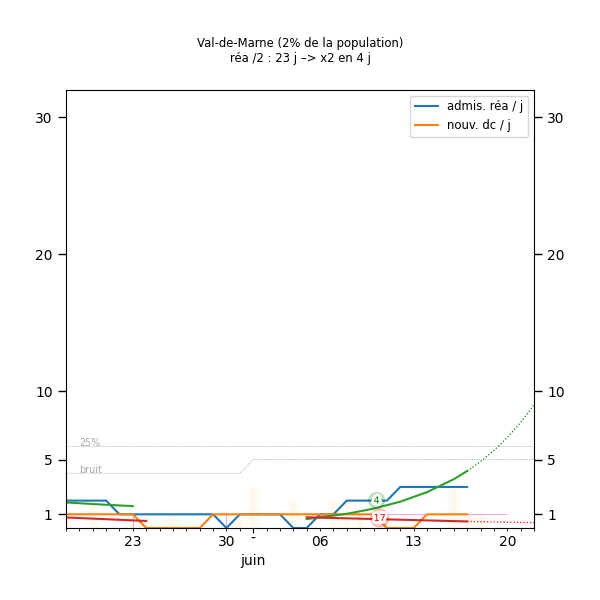 Val-de-Marne (2% de la population)
réa /2 : 23 j –> x2 en 4 j
admis. réa / j
nouv. dc / j
30 30
20 20
10 10
25%
5 5
bruit
4
1 -17 1
23 30 - 06 13 20
juin